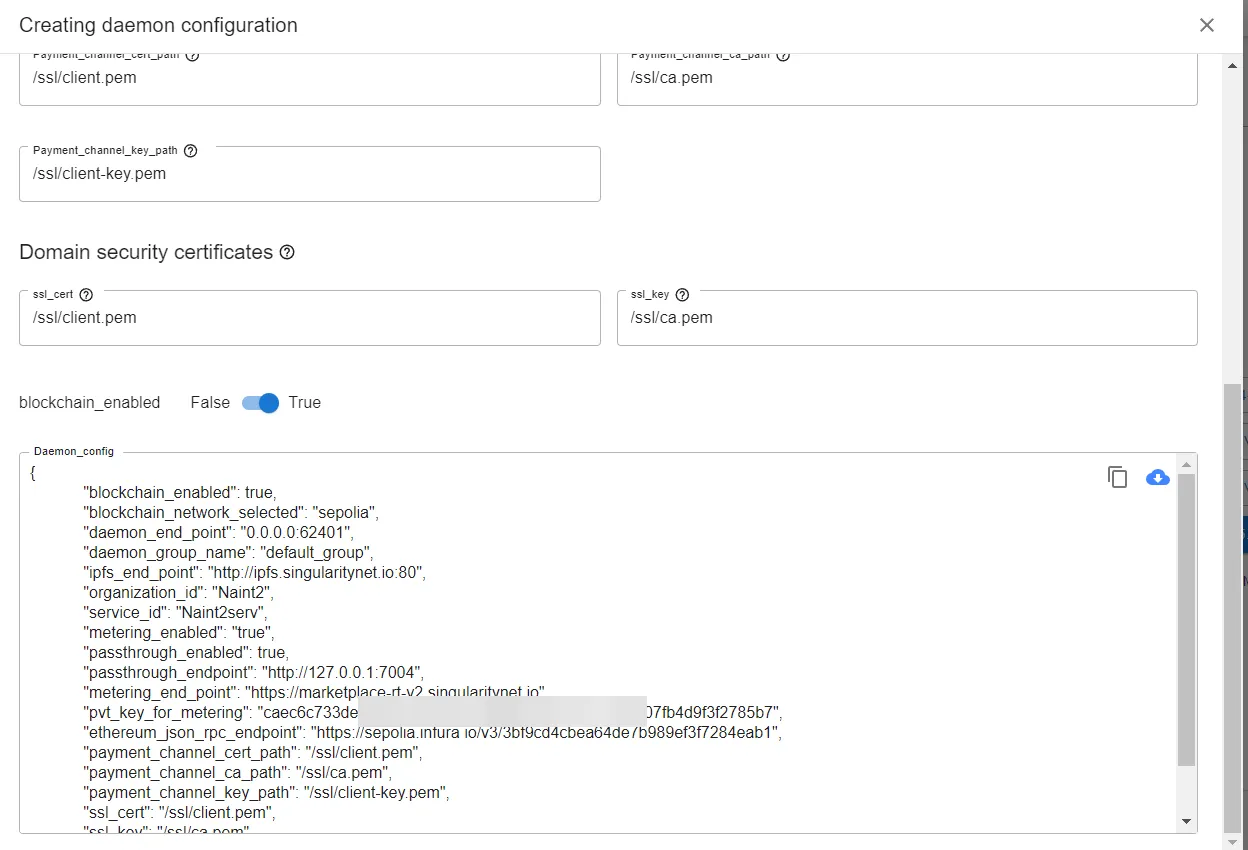 Creating daemon configuration
Payment_channel_cert_path
Payment_channel_ca_path
/ssl/client.pem
/ssl/ca.pem
Payment_channel_key_path
/ssl/client-key.pem
Domain security certificates
ssl_cert
ssl_key
/ssl/client.pem
/ssl/ca.pem
blockchain_enabled False True
Daemon_config
{
"blockchain_enabled": true,
"blockchain_network_selected": "sepolia",
"daemon_end_point": "0.0.0.0:62401",
"daemon_group_name": "default_group",
"ipfs_end_point": "http://ipfs.singularitynet.io:80",
"organization_id": "Naint2",
"service_id": "Naint2serv",
"metering_enabled": "true",
"passthrough_enabled": true,
"passthrough_endpoint": "http://127.0.0.1:7004",
"metering_end_point": "https://marketplace-rt-v2.singularitynet.io"
"pvt_key_for_metering": "caec6c733de 07fb4d9f3f2785b7",
"ethereum_json_rpc_endpoint": "https://sepolia.infura.io/v3/3bf9cd4cbea64de7b989ef3f7284eab1",
"payment_channel_cert_path": "/ssl/client.pem",
"payment_channel_ca_path": "/ssl/ca.pem",
"payment_channel_key_path": "/ssl/client-key.pem",
"ssl_cert": "/ssl/client.pem",
"ssl_key": "/ssl/ca.pem"